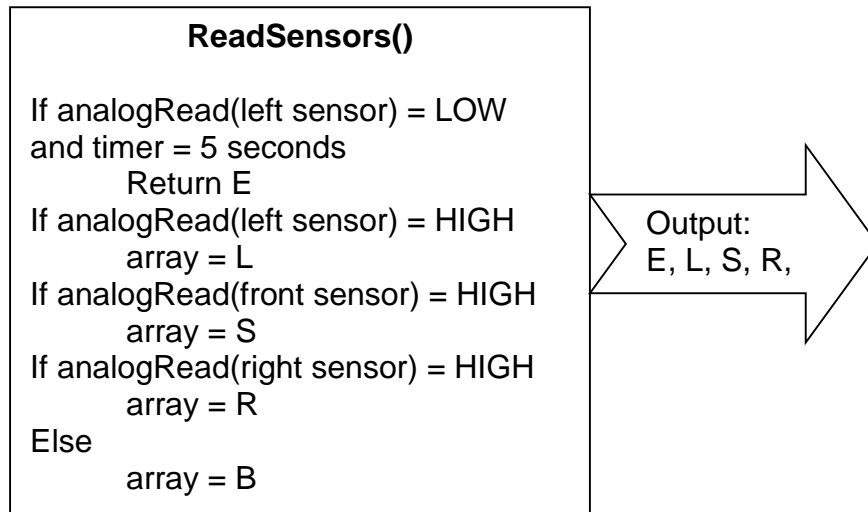 ReadSensors()
If analogRead(left sensor) = LOW
and timer = 5 seconds
Return E
If analogRead(left sensor) = HIGH
array = L
If analogRead(front sensor) = HIGH
array = S
If analogRead(right sensor) = HIGH
array = R
Else
array = B
Output:
E, L, S, R,